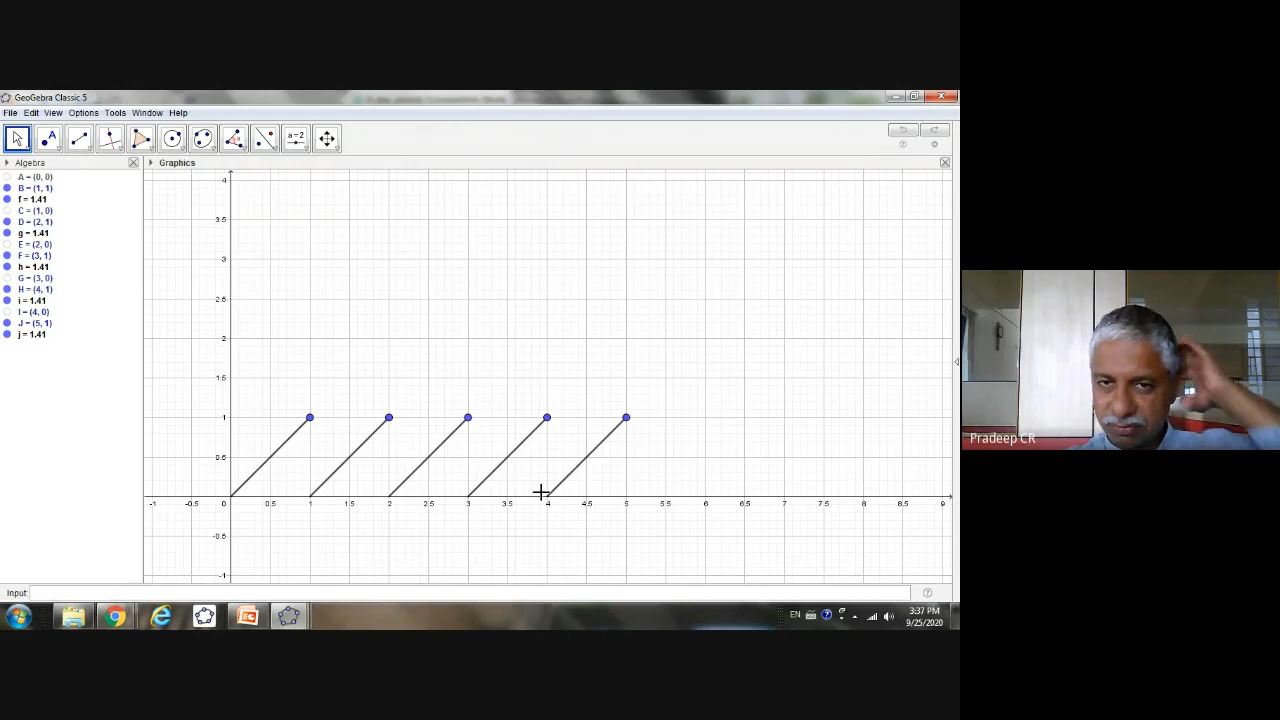 GeoGebra Classic 5
File Edit View Options Tools Window Help
A a=2
Algebra
Graphics
A = (0, 0)
B = (1, 1)
f = 1.41
C = (1, 0)
D = (2, 1)
g = 1.41
E = (2, 0)
F = (3, 1)
h = 1.41
G = (3, 0)
H = (4, 1)
i = 1.41
I = (4, 0)
J = (5, 1)
j = 1.41
4
3.5
3
2.5
2
1.5
1
0.5
-1 -0.5 0 0.5 1 1.5 2 2.5 3 3.5 4 4.5 5 5.5 6 6.5 7 7.5 8 8.5 9
-0.5
-1
Input:
EN
3:37 PM
9/25/2020
Pradeep CR